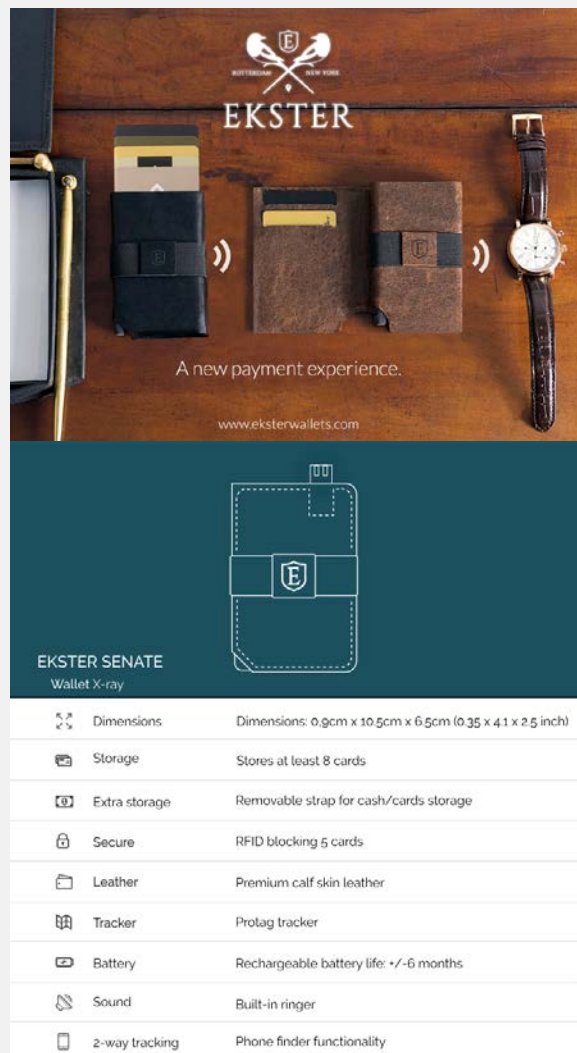 E
ROTTERDAM NEW YORK
EKSTER
E
E
A new payment experience.
www.eksterwallets.com
E
EKSTER SENATE
Wallet X-ray
Dimensions Dimensions: 0,9cm x 10.5cm x 6.5cm (0.35 x 4.1 x 2.5 inch)
Storage Stores at least 8 cards
Extra storage Removable strap for cash/cards storage
Secure RFID blocking 5 cards
Leather Premium calf skin leather
Tracker Protag tracker
Battery Rechargeable battery life: +/-6 months
Sound Built-in ringer
2-way tracking Phone finder functionality